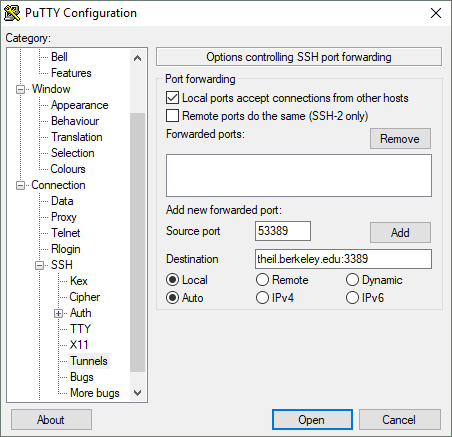 PuTTY Configuration
Category:
Bell
Features
Window
Appearance
Behaviour
Translation
Selection
Colours
Connection
Data
Proxy
Telnet
Rlogin
SSH
Kex
Cipher
Auth
TTY
X11
Tunnels
Bugs
More bugs
Options controlling SSH port forwarding
Port forwarding
Local ports accept connections from other hosts
Remote ports do the same (SSH-2 only)
Forwarded ports:
Remove
Add new forwarded port:
Source port 53389 Add
Destination theil.berkeley.edu:3389
Local Remote Dynamic
Auto IPv4 IPv6
About Open Cancel